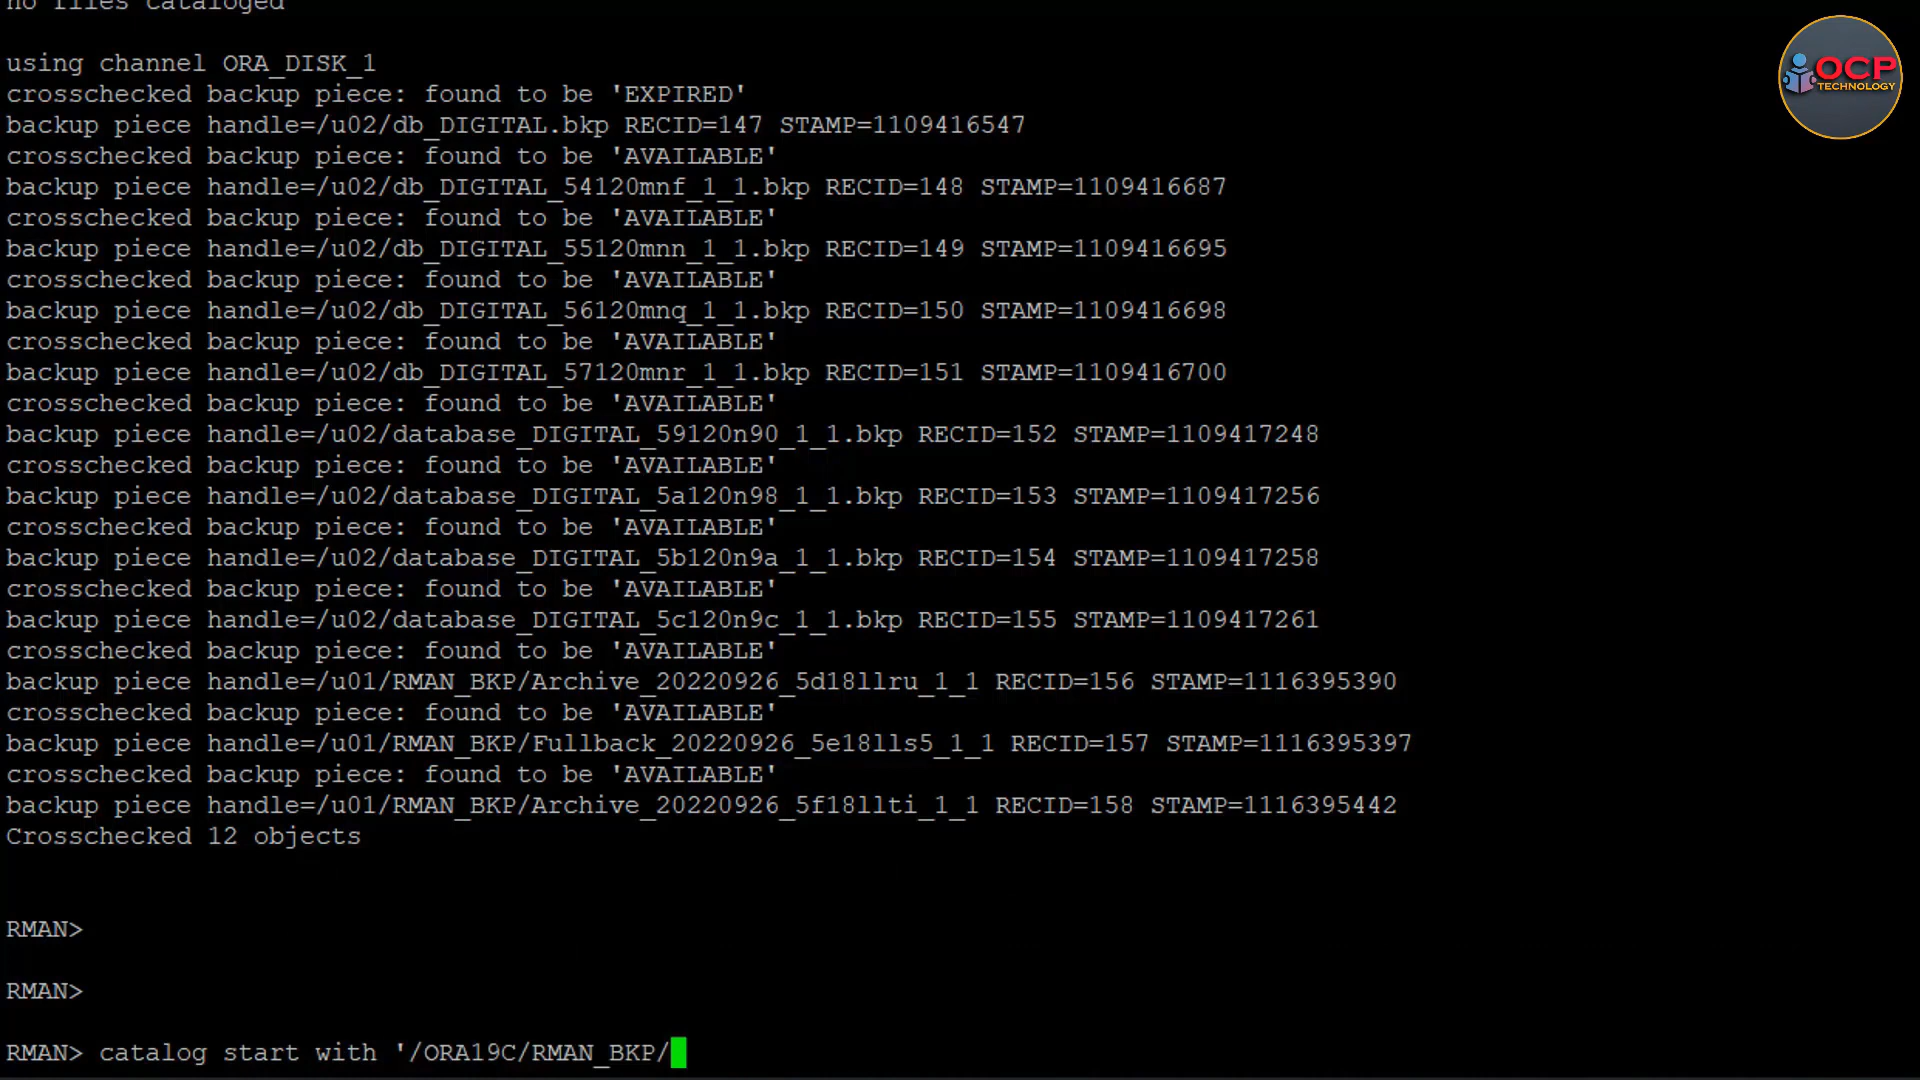 no files cataloged
using channel ORA_DISK_1
crosschecked backup piece: found to be 'EXPIRED'
backup piece handle=/u02/db_DIGITAL.bkp RECID=147 STAMP=1109416547
crosschecked backup piece: found to be 'AVAILABLE'
backup piece handle=/u02/db_DIGITAL_54120mnf_1_1.bkp RECID=148 STAMP=1109416687
crosschecked backup piece: found to be 'AVAILABLE'
backup piece handle=/u02/db_DIGITAL_55120mnn_1_1.bkp RECID=149 STAMP=1109416695
crosschecked backup piece: found to be 'AVAILABLE'
backup piece handle=/u02/db_DIGITAL_56120mnq_1_1.bkp RECID=150 STAMP=1109416698
crosschecked backup piece: found to be 'AVAILABLE'
backup piece handle=/u02/db_DIGITAL_57120mnr_1_1.bkp RECID=151 STAMP=1109416700
crosschecked backup piece: found to be 'AVAILABLE'
backup piece handle=/u02/database_DIGITAL_59120n90_1_1.bkp RECID=152 STAMP=1109417248
crosschecked backup piece: found to be 'AVAILABLE'
backup piece handle=/u02/database_DIGITAL_5a120n98_1_1.bkp RECID=153 STAMP=1109417256
crosschecked backup piece: found to be 'AVAILABLE'
backup piece handle=/u02/database_DIGITAL_5b120n9a_1_1.bkp RECID=154 STAMP=1109417258
crosschecked backup piece: found to be 'AVAILABLE'
backup piece handle=/u02/database_DIGITAL_5c120n9c_1_1.bkp RECID=155 STAMP=1109417261
crosschecked backup piece: found to be 'AVAILABLE'
backup piece handle=/u01/RMAN_BKP/Archive_20220926_5d18llru_1_1 RECID=156 STAMP=1116395390
crosschecked backup piece: found to be 'AVAILABLE'
backup piece handle=/u01/RMAN_BKP/Fullback_20220926_5e18lls5_1_1 RECID=157 STAMP=1116395397
crosschecked backup piece: found to be 'AVAILABLE'
backup piece handle=/u01/RMAN_BKP/Archive_20220926_5f18llti_1_1 RECID=158 STAMP=1116395442
Crosschecked 12 objects
RMAN>
RMAN>
RMAN> catalog start with '/ORA19C/RMAN_BKP/
OCP
TECHNOLOGY